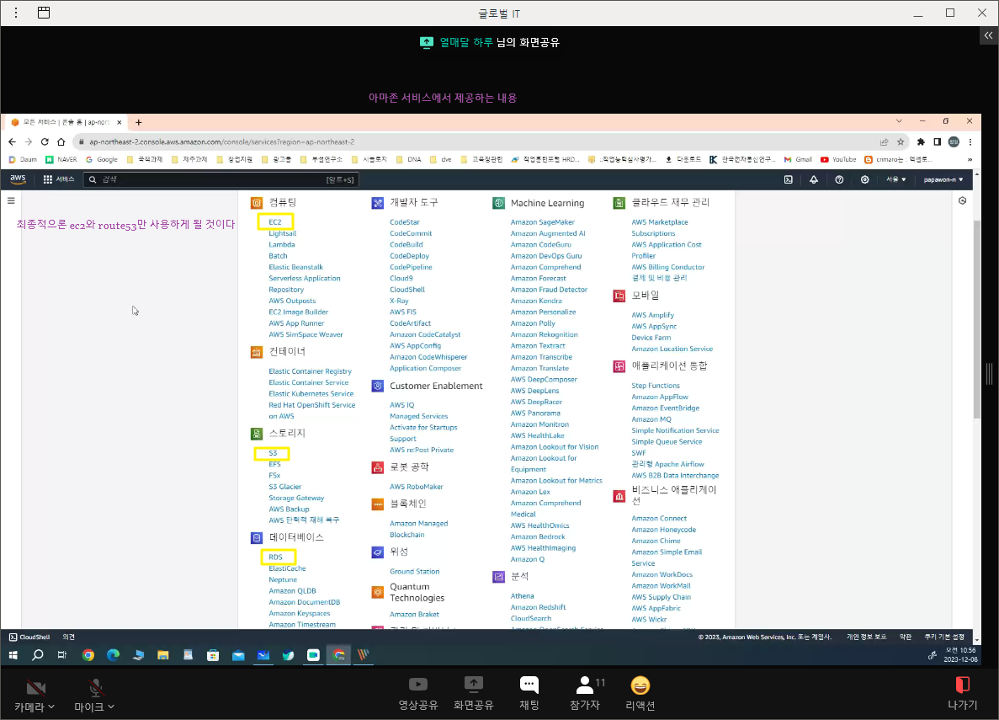 글로벌 IT
열매달 하루 님의 화면공유
아마존 서비스에서 제공하는 내용
모든 서비스 | 콘솔 홈 | ap-nort
ap-northeast-2.console.aws.amazon.com/console/services?region=ap-northeast-2
Daum
NAVER
Google
국책과제
제주과제
창업지원
광고툴
부설연구소
시놀로지
DNA
dve
교육정관련
직업훈련포털 HRD...
::직업능력심사평가...
다운로드
한국전자통신연구...
Gmail
YouTube
cnmaro는 : 엑셀로...
aws
서비스
검색
[알트+S]
서울
papawon-n
최종적으론 ec2와 route53만 사용하게 될 것이다
컴퓨팅
EC2
Lightsail
Lambda
Batch
Elastic Beanstalk
Serverless Application
Repository
AWS Outposts
EC2 Image Builder
AWS App Runner
AWS SimSpace Weaver
컨테이너
Elastic Container Registry
Elastic Container Service
Elastic Kubernetes Service
Red Hat OpenShift Service
on AWS
스토리지
S3
EFS
FSx
S3 Glacier
Storage Gateway
AWS Backup
AWS 탄력적 재해 복구
데이터베이스
RDS
ElastiCache
Neptune
Amazon QLDB
Amazon DocumentDB
Amazon Keyspaces
Amazon Timestream
개발자 도구
CodeStar
CodeCommit
CodeBuild
CodeDeploy
CodePipeline
Cloud9
CloudShell
X-Ray
AWS FIS
CodeArtifact
Amazon CodeCatalyst
AWS AppConfig
Amazon CodeWhisperer
Application Composer
Customer Enablement
AWS IQ
Managed Services
Activate for Startups
Support
AWS re:Post Private
로봇 공학
AWS RoboMaker
블록체인
Amazon Managed
Blockchain
위성
Ground Station
Quantum
Technologies
Amazon Braket
Machine Learning
Amazon SageMaker
Amazon Augmented AI
Amazon CodeGuru
Amazon DevOps Guru
Amazon Comprehend
Amazon Forecast
Amazon Fraud Detector
Amazon Kendra
Amazon Personalize
Amazon Polly
Amazon Rekognition
Amazon Textract
Amazon Transcribe
Amazon Translate
AWS DeepComposer
AWS DeepLens
AWS DeepRacer
AWS Panorama
Amazon Monitron
AWS HealthLake
Amazon Lookout for Vision
Amazon Lookout for
Equipment
Amazon Lookout for Metrics
Amazon Lex
Amazon Comprehend
Medical
AWS HealthOmics
Amazon Bedrock
AWS HealthImaging
Amazon Q
분석
Athena
Amazon Redshift
CloudSearch
Amazon OpenSearch Service
클라우드 재무 관리
AWS Marketplace
Subscriptions
AWS Application Cost
Profiler
AWS Billing Conductor
결제 및 비용 관리
모바일
AWS Amplify
AWS AppSync
Device Farm
Amazon Location Service
애플리케이션 통합
Step Functions
Amazon AppFlow
Amazon EventBridge
Amazon MQ
Simple Notification Service
Simple Queue Service
SWF
관리형 Apache Airflow
AWS B2B Data Interchange
비즈니스 애플리케이
션
Amazon Connect
Amazon Honeycode
Amazon Chime
Amazon Simple Email
Service
Amazon WorkDocs
Amazon WorkMail
AWS Supply Chain
AWS AppFabric
AWS Wickr
CloudShell
의견
© 2023, Amazon Web Services, Inc. 또는 계열사.
개인 정보 보호
약관
쿠키 기본 설정
오전 10:56
2023-12-08
카메라
마이크
영상공유
화면공유
채팅
11
참가자
리액션
나가기